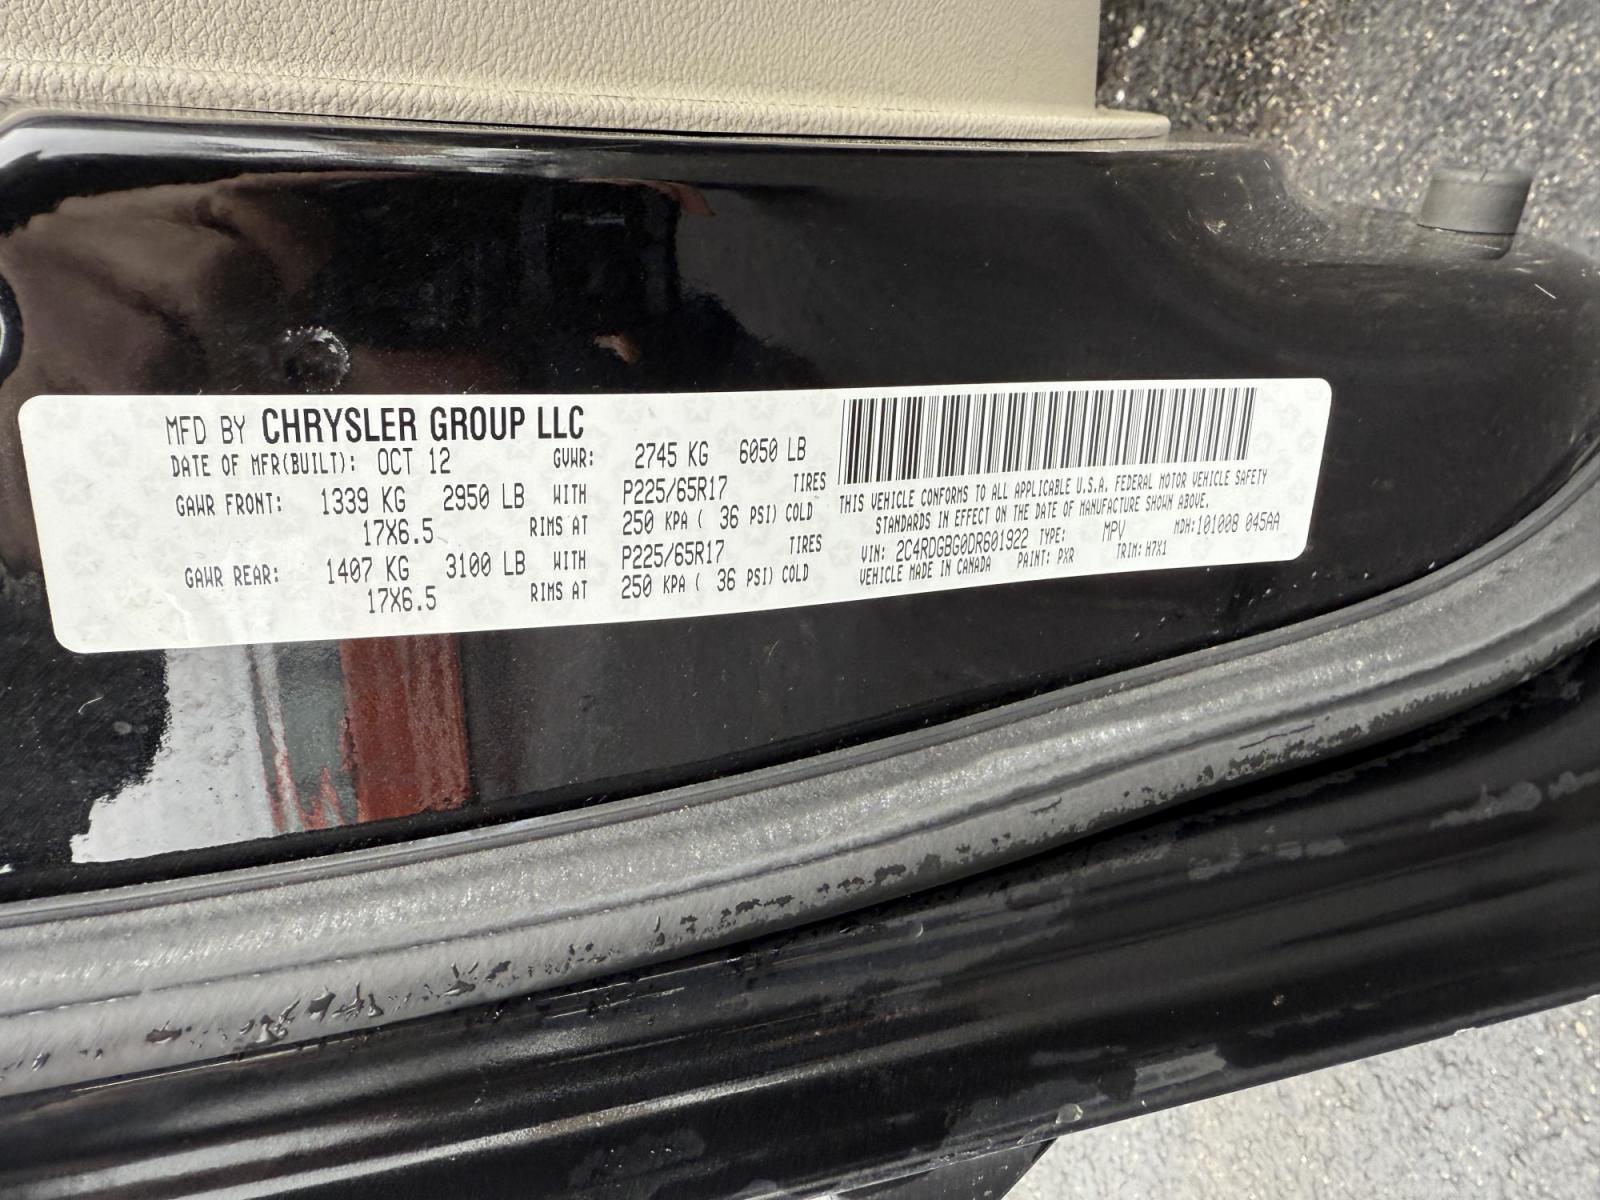 MFD BY CHRYSLER GROUP LLC
DATE OF MFR(BUILT): OCT 12 GVWR: 2745 KG 6050 LB
GAWR FRONT: 1339 KG 2950 LB WITH P225/65R17 TIRES
17X6.5 RIMS AT 250 KPA ( 36 PSI) COLD
GAWR REAR: 1407 KG 3100 LB WITH P225/65R17 TIRES
17X6.5 RIMS AT 250 KPA ( 36 PSI) COLD
THIS VEHICLE CONFORMS TO ALL APPLICABLE U.S.A. FEDERAL MOTOR VEHICLE SAFETY
STANDARDS IN EFFECT ON THE DATE OF MANUFACTURE SHOWN ABOVE.
VIN: 2C4RDGBG0DR601922 TYPE: MPV MDH:101008 045AA
VEHICLE MADE IN CANADA PAINT: PXR TRIM: H7X1